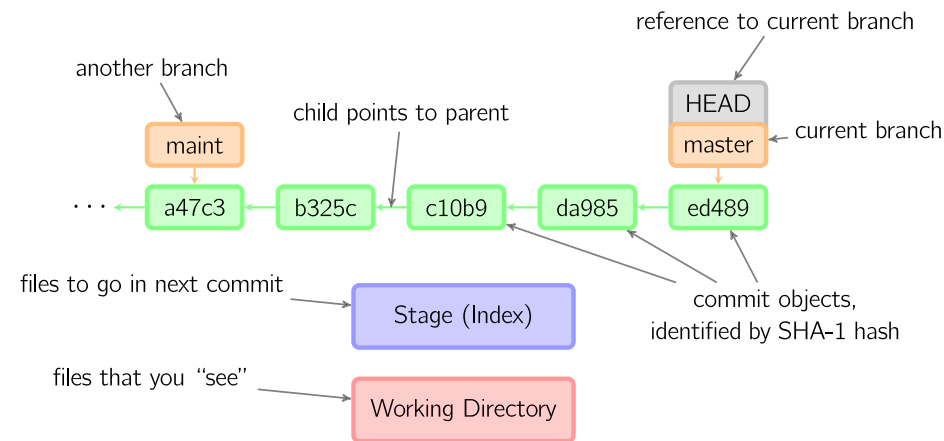 reference to current branch
another branch
HEAD
child points to parent
maint
master
current branch
...
a47c3
b325c
c10b9
da985
ed489
files to go in next commit
Stage (Index)
commit objects,
identified by SHA-1 hash
files that you “see”
Working Directory